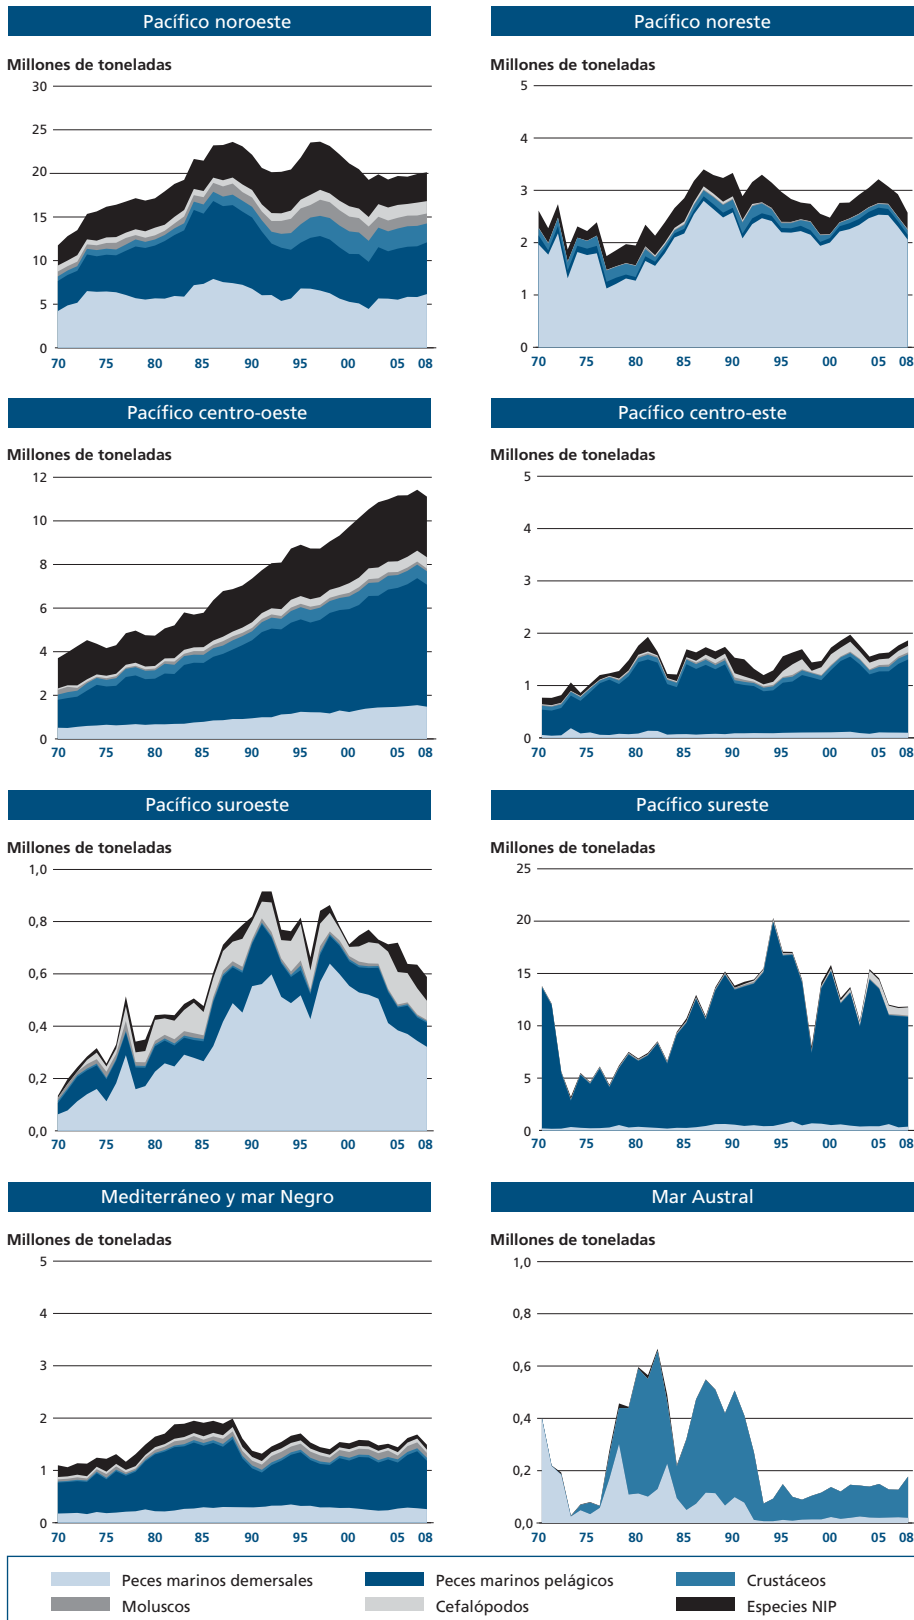 Pacífico noroeste
Millones de toneladas
30
25
20
15
10
5
0
70 75 80 85 90 95 00 05 08
Pacífico noreste
Millones de toneladas
5
4
3
2
1
0
70 75 80 85 90 95 00 05 08
Pacífico centro-oeste
Millones de toneladas
12
10
8
6
4
2
0
70 75 80 85 90 95 00 05 08
Pacífico centro-este
Millones de toneladas
5
4
3
2
1
0
70 75 80 85 90 95 00 05 08
Pacífico suroeste
Millones de toneladas
1,0
0,8
0,6
0,4
0,2
0,0
70 75 80 85 90 95 00 05 08
Pacífico sureste
Millones de toneladas
25
20
15
10
5
0
70 75 80 85 90 95 00 05 08
Mediterráneo y mar Negro
Millones de toneladas
5
4
3
2
1
0
70 75 80 85 90 95 00 05 08
Mar Austral
Millones de toneladas
1,0
0,8
0,6
0,4
0,2
0,0
70 75 80 85 90 95 00 05 08
Peces marinos demersales
Peces marinos pelágicos
Crustáceos
Moluscos
Cefalópodos
Especies NIP